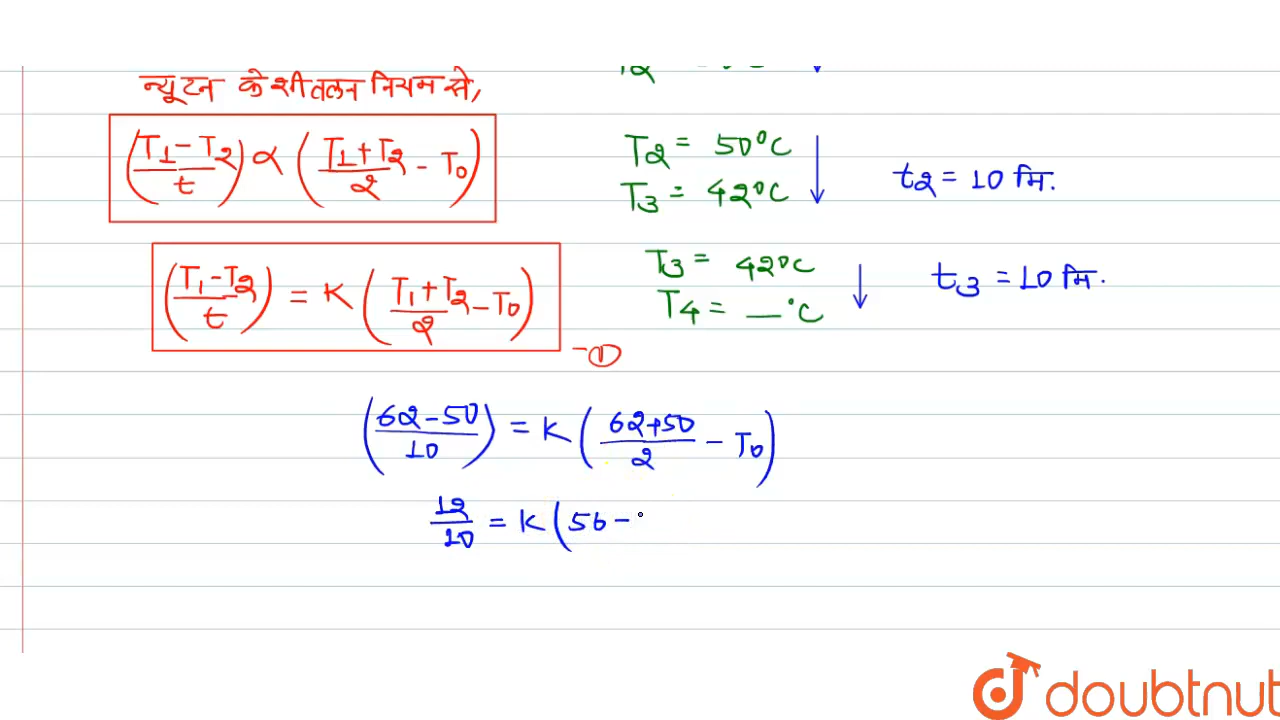 न्यूटन के शीतलन नियम से,
(T1-T2/t) α (T1+T2/2 - T0)
(T1-T2/t) = K (T1+T2/2 - T0)
-①
T2 = 50°C
T3 = 42°C
t2 = 10 मि.
T3 = 42°C
T4 = __°C
t3 = 10 मि.
(62-50/10) = K (62+50/2 - T0)
12/10 = K (56-
doubtnut